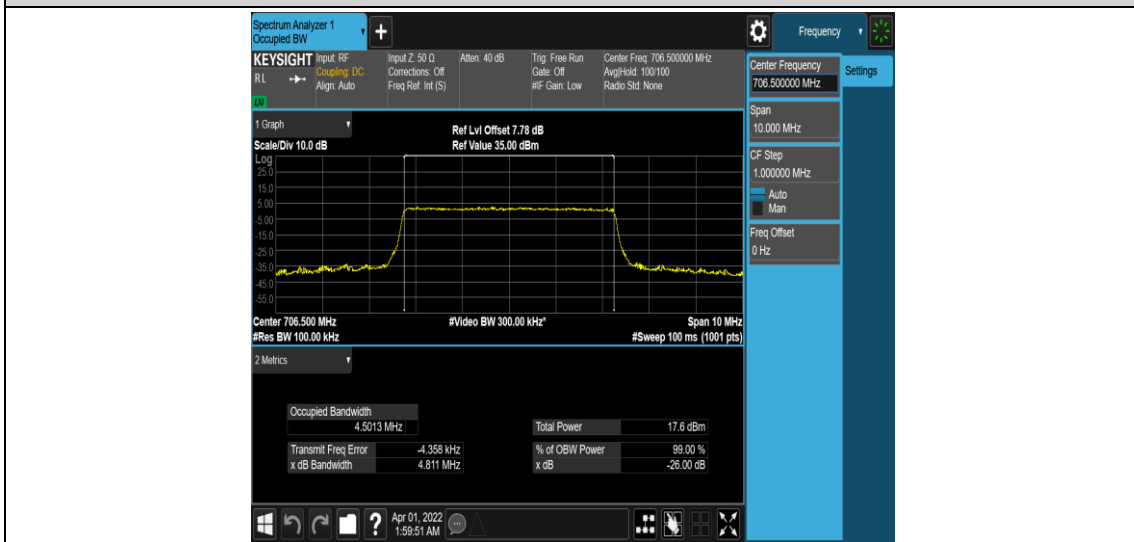 Spectrum Analyzer 1
Occupied BW
+
Frequency
KEYSIGHT
RL
LXI
Input: RF
Coupling: DC
Align: Auto
Input Z: 50 Ω
Corrections: Off
Freq Ref: Int (S)
Atten: 40 dB
Trig: Free Run
Gate: Off
#IF Gain: Low
Center Freq: 706.500000 MHz
Avg|Hold: 100/100
Radio Std: None
Center Frequency
706.500000 MHz
Settings
Span
10.000 MHz
CF Step
1.000000 MHz
Auto
Man
Freq Offset
0 Hz
1 Graph
Scale/Div 10.0 dB
Ref Lvl Offset 7.78 dB
Ref Value 35.00 dBm
Log
25.0
15.0
5.00
-5.00
-15.0
-25.0
-35.0
-45.0
-55.0
Center 706.500 MHz
#Video BW 300.00 kHz*
Span 10 MHz
#Res BW 100.00 kHz
#Sweep 100 ms (1001 pts)
2 Metrics
Occupied Bandwidth
4.5013 MHz
Total Power 17.6 dBm
Transmit Freq Error -4.358 kHz
% of OBW Power 99.00 %
x dB Bandwidth 4.811 MHz
x dB -26.00 dB
?
Apr 01, 2022
1:59:51 AM